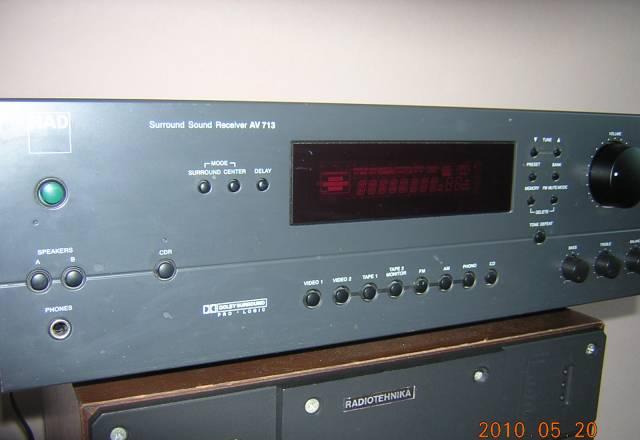 NAD
Surround Sound Receiver AV 713
VOLUME
▼ TUNE ▲
PRESET BANK
MEMORY FM MUTE/MODE
DELETE
TONE DEFEAT
MODE
SURROUND CENTER DELAY
SPEAKERS
A B
CDR
PHONES
DOLBY SURROUND
PRO • LOGIC
VIDEO 1 VIDEO 2 TAPE 1 TAPE 2 MONITOR FM AM PHONO CD
BASS TREBLE
RADIOTEHNIKA
2010 05 20